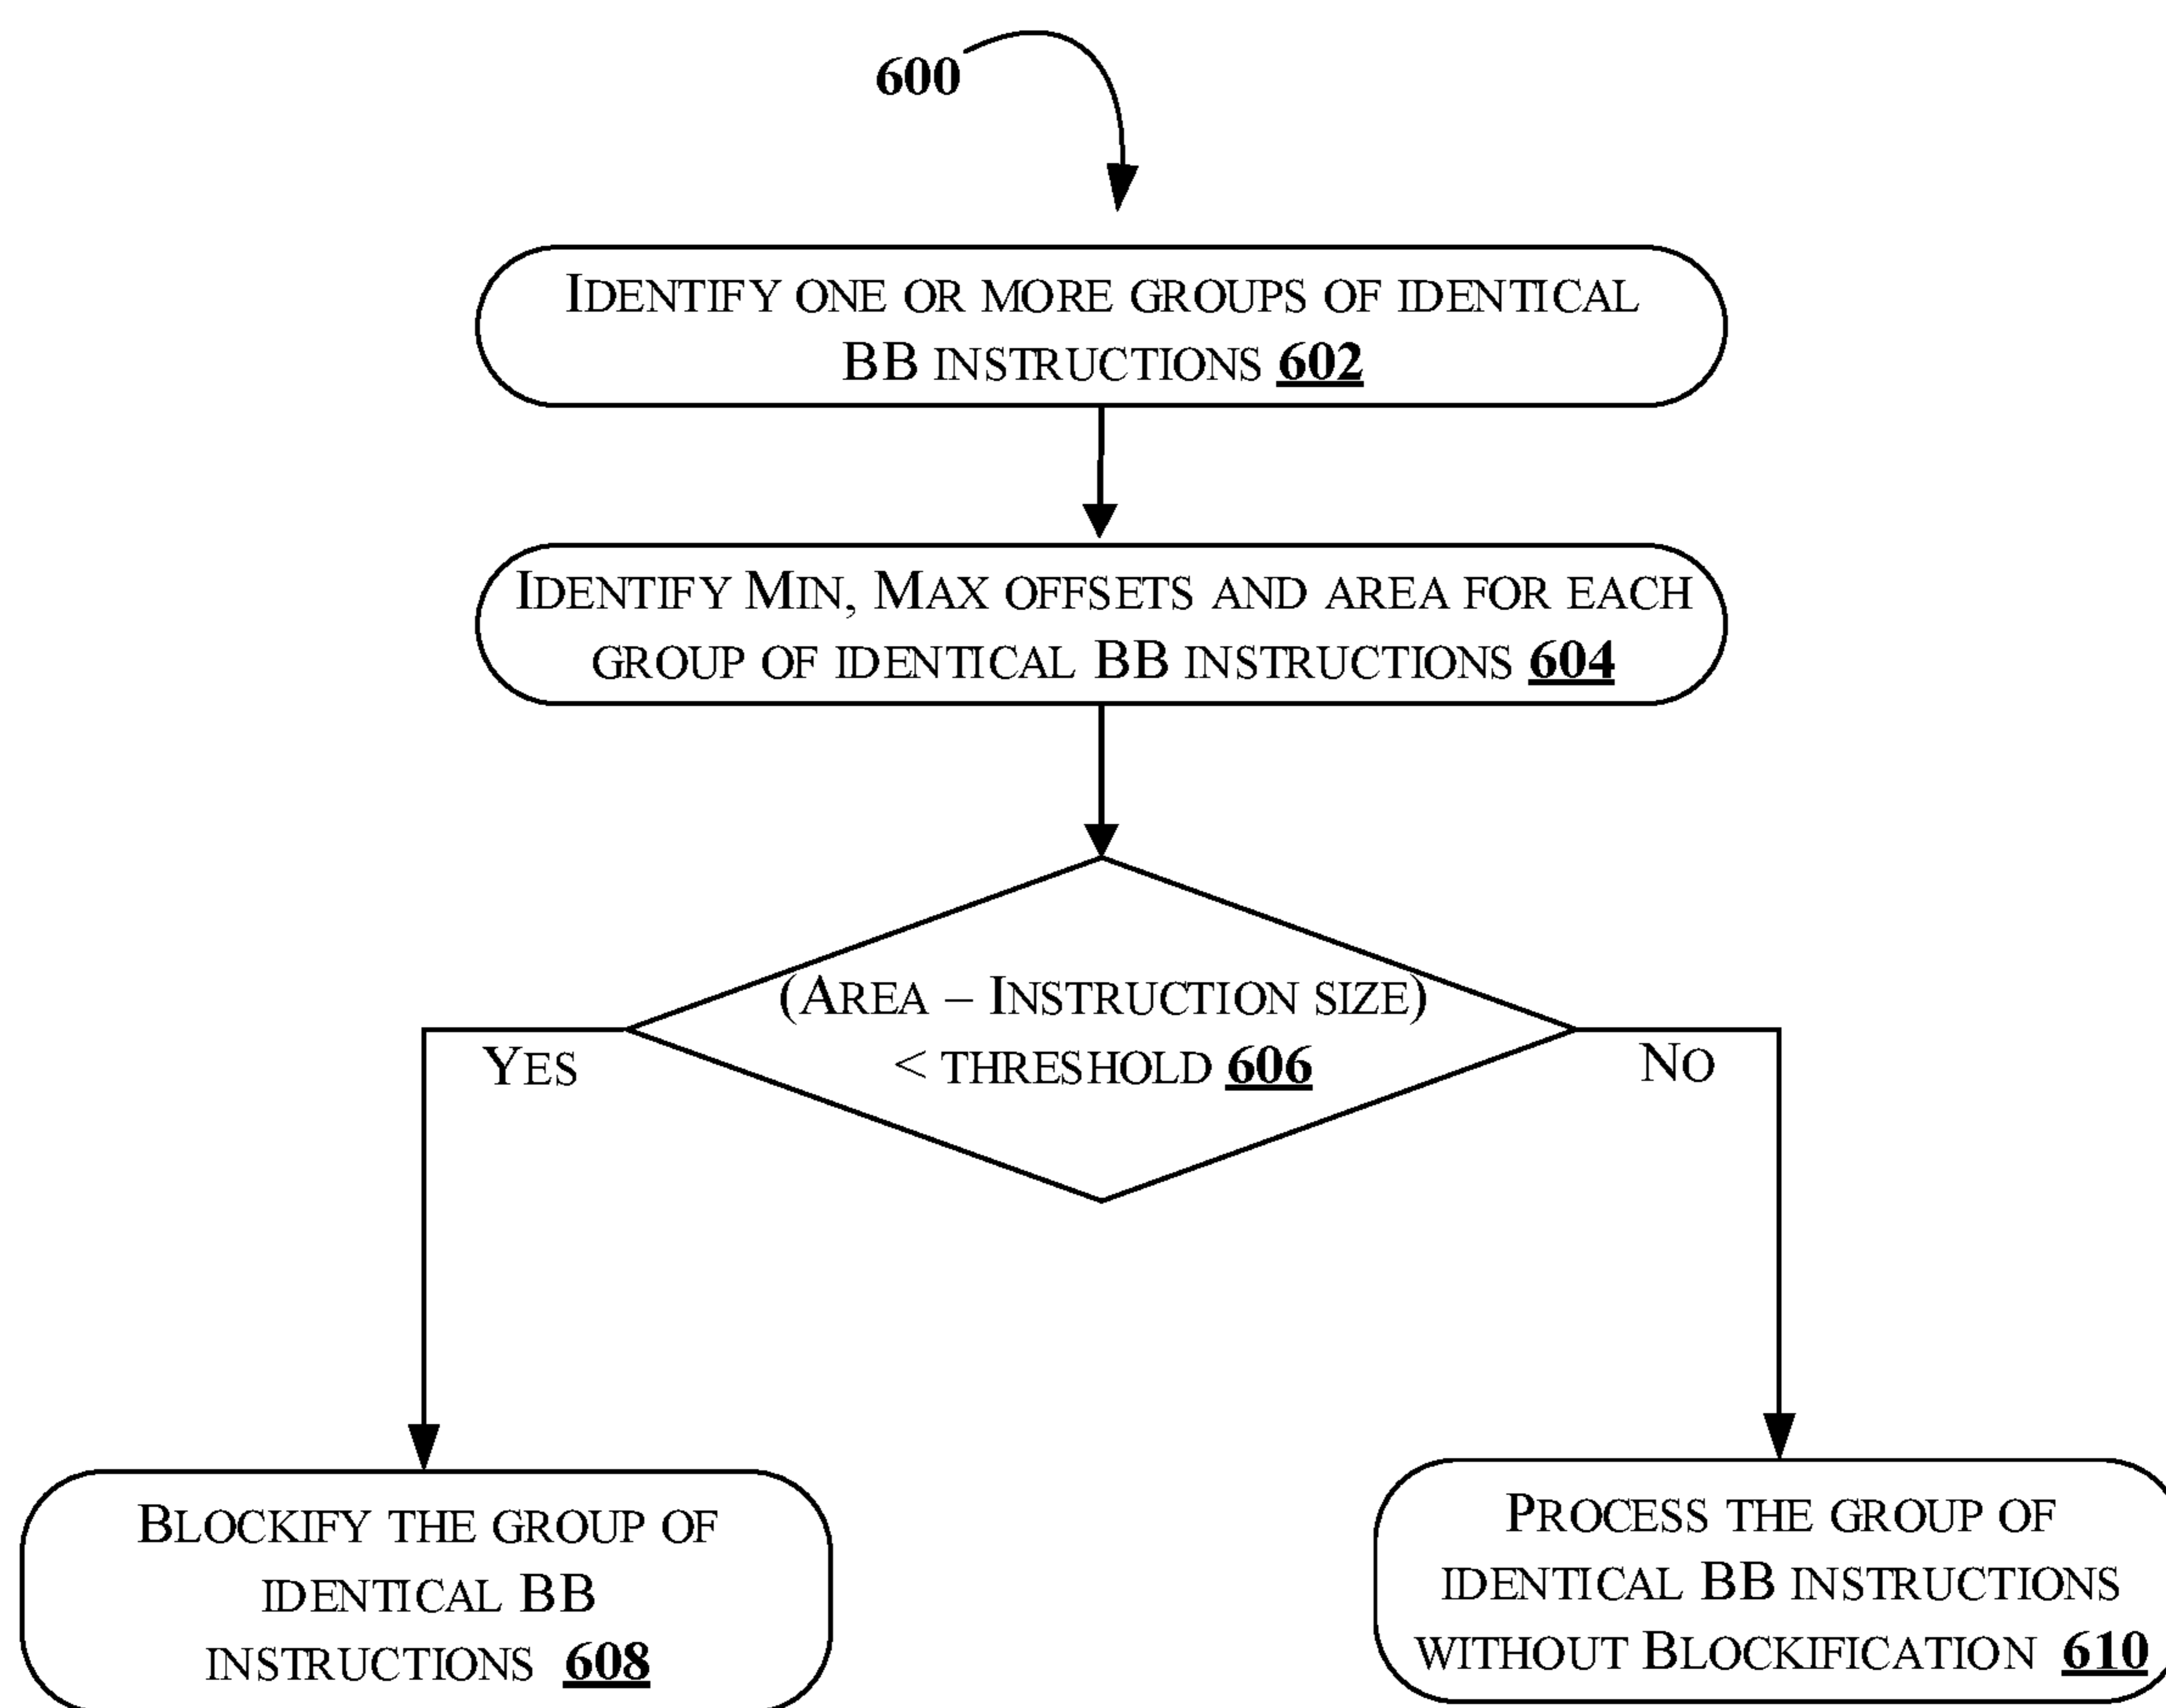 600
IDENTIFY ONE OR MORE GROUPS OF IDENTICAL
BB INSTRUCTIONS 602
IDENTIFY MIN, MAX OFFSETS AND AREA FOR EACH
GROUP OF IDENTICAL BB INSTRUCTIONS 604
(AREA – INSTRUCTION SIZE)
< THRESHOLD 606
YES
NO
BLOCKIFY THE GROUP OF
IDENTICAL BB
INSTRUCTIONS 608
PROCESS THE GROUP OF
IDENTICAL BB INSTRUCTIONS
WITHOUT BLOCKIFICATION 610